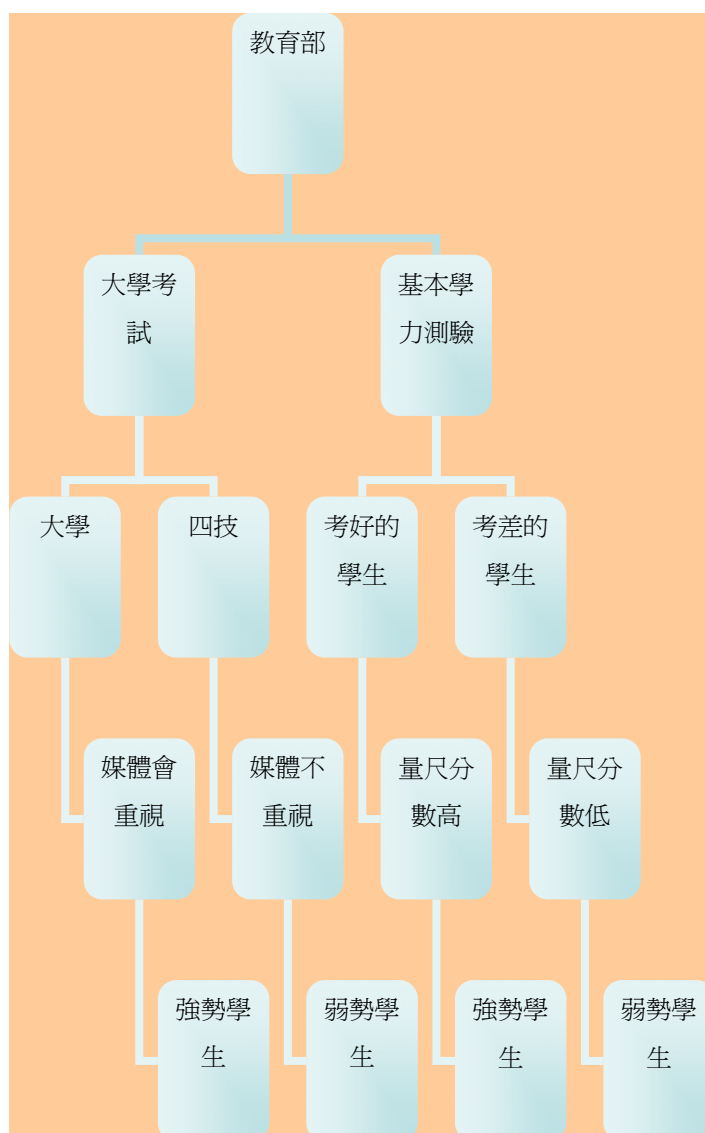 教育部
大學考
試
基本學
力測驗
大學
四技
考好的
學生
考差的
學生
媒體會
重視
媒體不
重視
量尺分
數高
量尺分
數低
強勢學
生
弱勢學
生
強勢學
生
弱勢學
生